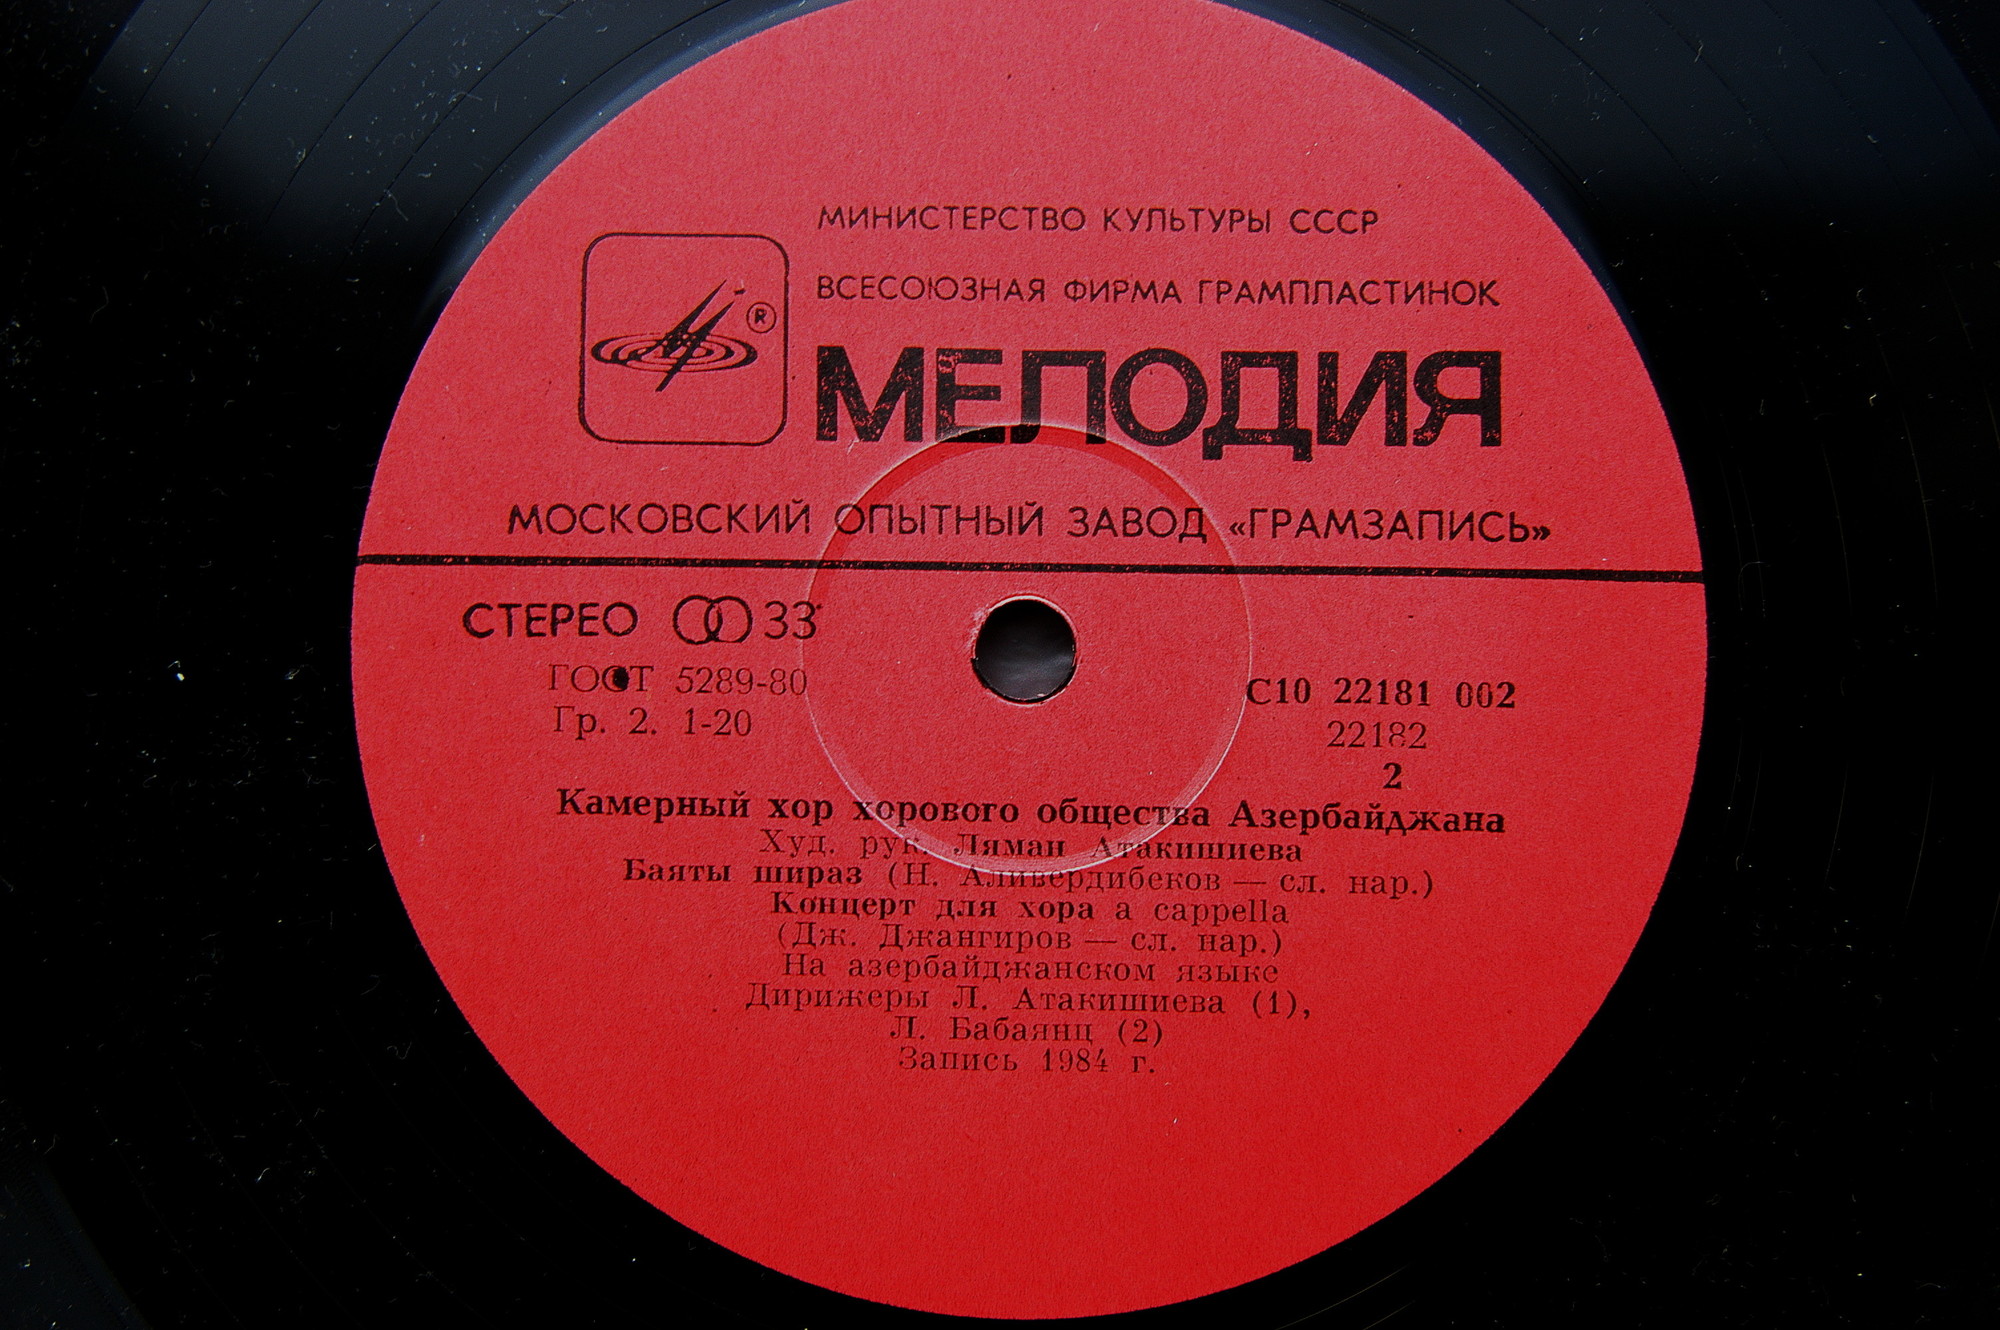 МИНИСТЕРСТВО КУЛЬТУРЫ СССР
ВСЕСОЮЗНАЯ ФИРМА ГРАМПЛАСТИНОК
®
МЕЛОДИЯ
МОСКОВСКИЙ ОПЫТНЫЙ ЗАВОД «ГРАМЗАПИСЬ»
СТЕРЕО 33
ГОСТ 5289-80
Гр. 2. 1-20
С10 22181 002
22182
2
Камерный хор хорового общества Азербайджана
Худ. рук. Ляман Атакишиева
Баяты шираз (Н. Аливердибеков — сл. нар.)
Концерт для хора a cappella
(Дж. Джангиров — сл. нар.)
На азербайджанском языке
Дирижеры Л. Атакишиева (1),
Л. Бабаянц (2)
Запись 1984 г.